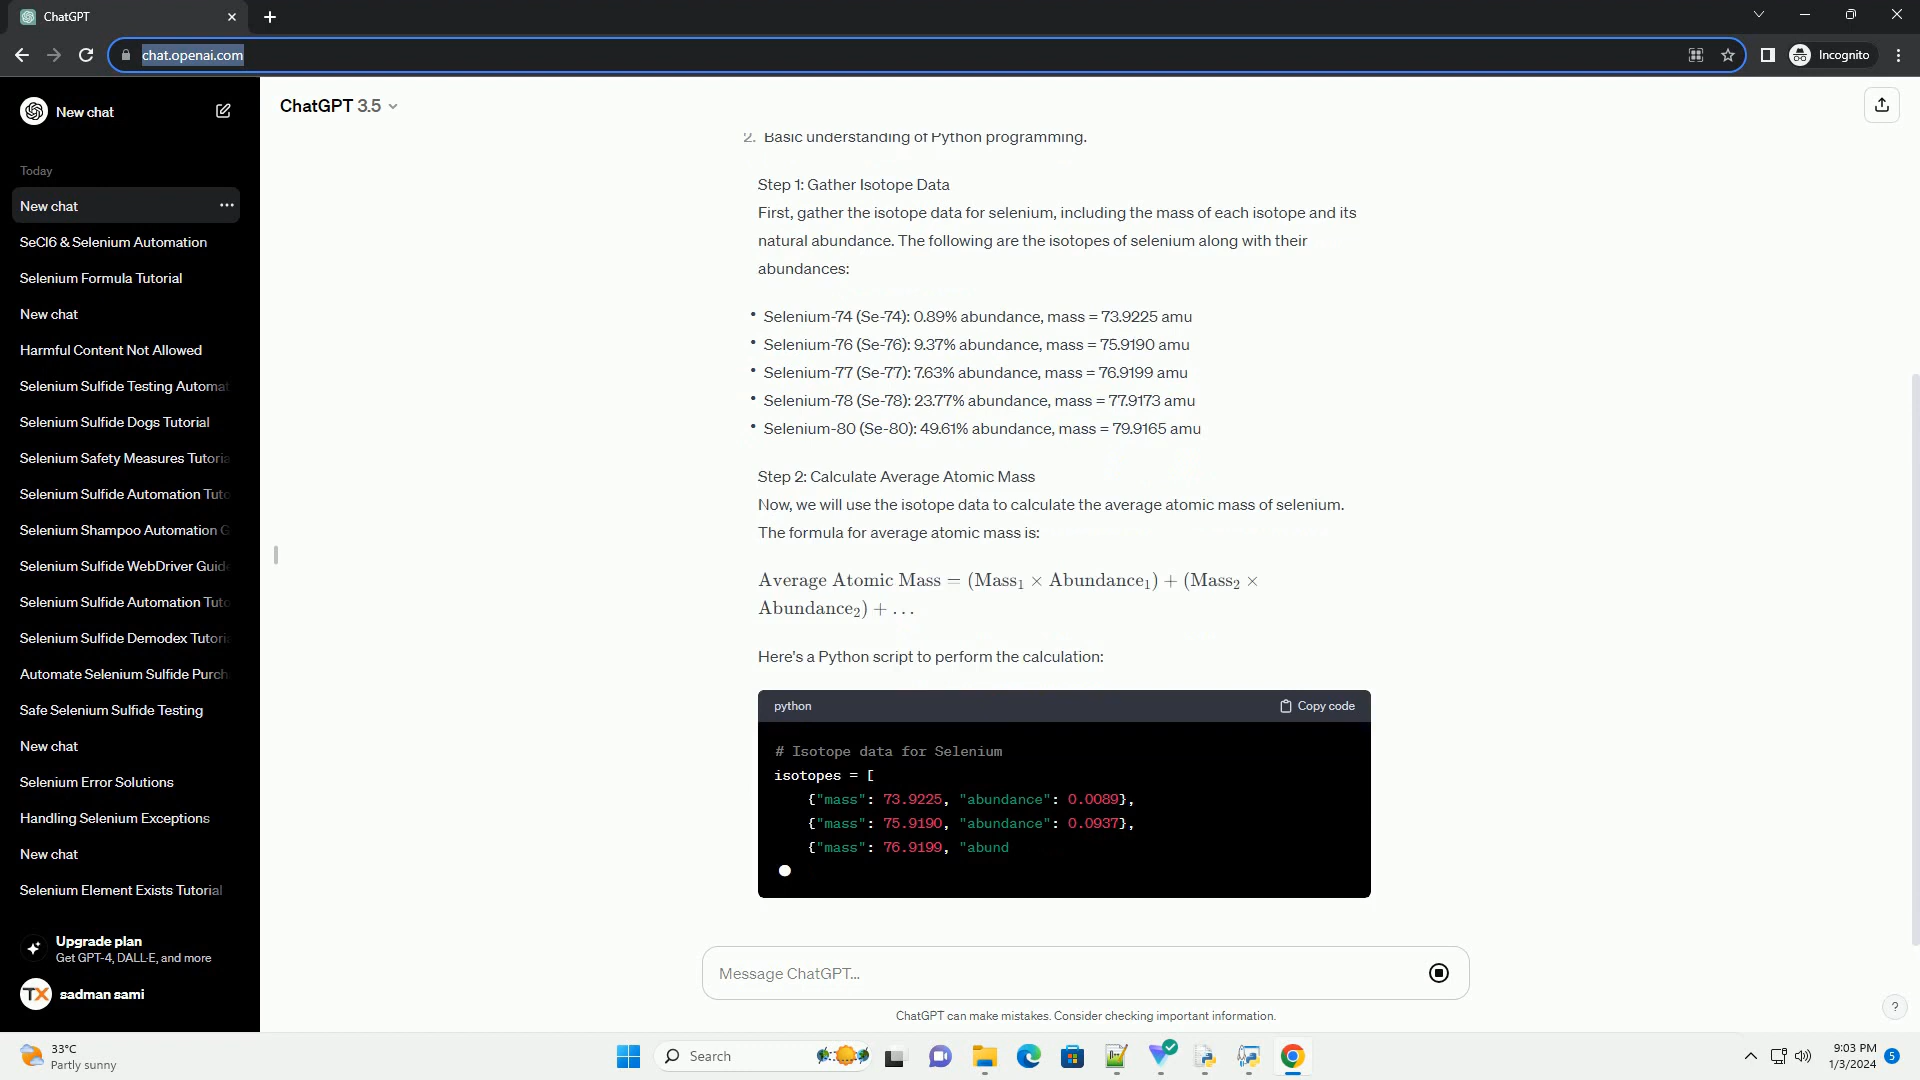 ChatGPT
chat.openai.com
Incognito
New chat
Today
New chat
SeCl6 & Selenium Automation
Selenium Formula Tutorial
New chat
Harmful Content Not Allowed
Selenium Sulfide Testing Automat
Selenium Sulfide Dogs Tutorial
Selenium Safety Measures Tutoria
Selenium Sulfide Automation Tuto
Selenium Shampoo Automation G
Selenium Sulfide WebDriver Guide
Selenium Sulfide Automation Tuto
Selenium Sulfide Demodex Tutoria
Automate Selenium Sulfide Purch
Safe Selenium Sulfide Testing
New chat
Selenium Error Solutions
Handling Selenium Exceptions
New chat
Selenium Element Exists Tutorial
Upgrade plan
Get GPT-4, DALL·E, and more
TX sadman sami
ChatGPT 3.5
2. Basic understanding of Python programming.
Step 1: Gather Isotope Data
First, gather the isotope data for selenium, including the mass of each isotope and its
natural abundance. The following are the isotopes of selenium along with their
abundances:
• Selenium-74 (Se-74): 0.89% abundance, mass = 73.9225 amu
• Selenium-76 (Se-76): 9.37% abundance, mass = 75.9190 amu
• Selenium-77 (Se-77): 7.63% abundance, mass = 76.9199 amu
• Selenium-78 (Se-78): 23.77% abundance, mass = 77.9173 amu
• Selenium-80 (Se-80): 49.61% abundance, mass = 79.9165 amu
Step 2: Calculate Average Atomic Mass
Now, we will use the isotope data to calculate the average atomic mass of selenium.
The formula for average atomic mass is:
Average Atomic Mass = (Mass₁ × Abundance₁) + (Mass₂ ×
Abundance₂) + ...
Here's a Python script to perform the calculation:
python Copy code
# Isotope data for Selenium
isotopes = [
{"mass": 73.9225, "abundance": 0.0089},
{"mass": 75.9190, "abundance": 0.0937},
{"mass": 76.9199, "abund
Message ChatGPT...
ChatGPT can make mistakes. Consider checking important information.
?
33°C
Partly sunny
Search
9:03 PM
1/3/2024
5